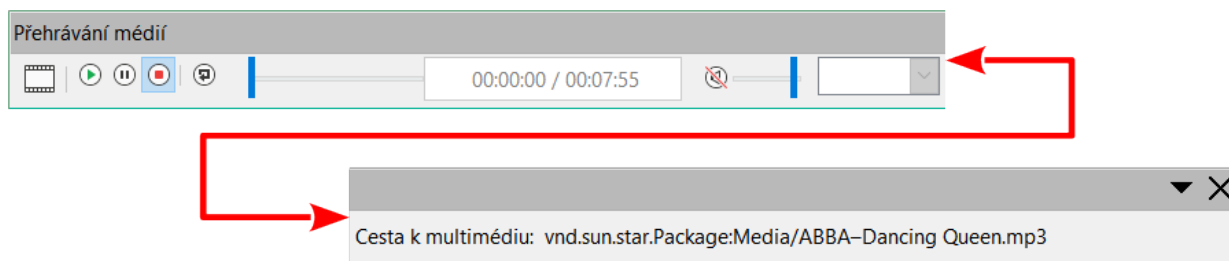 Přehrávání médií
00:00:00 / 00:07:55
Cesta k multimédiu: vnd.sun.star.Package:Media/ABBA–Dancing Queen.mp3